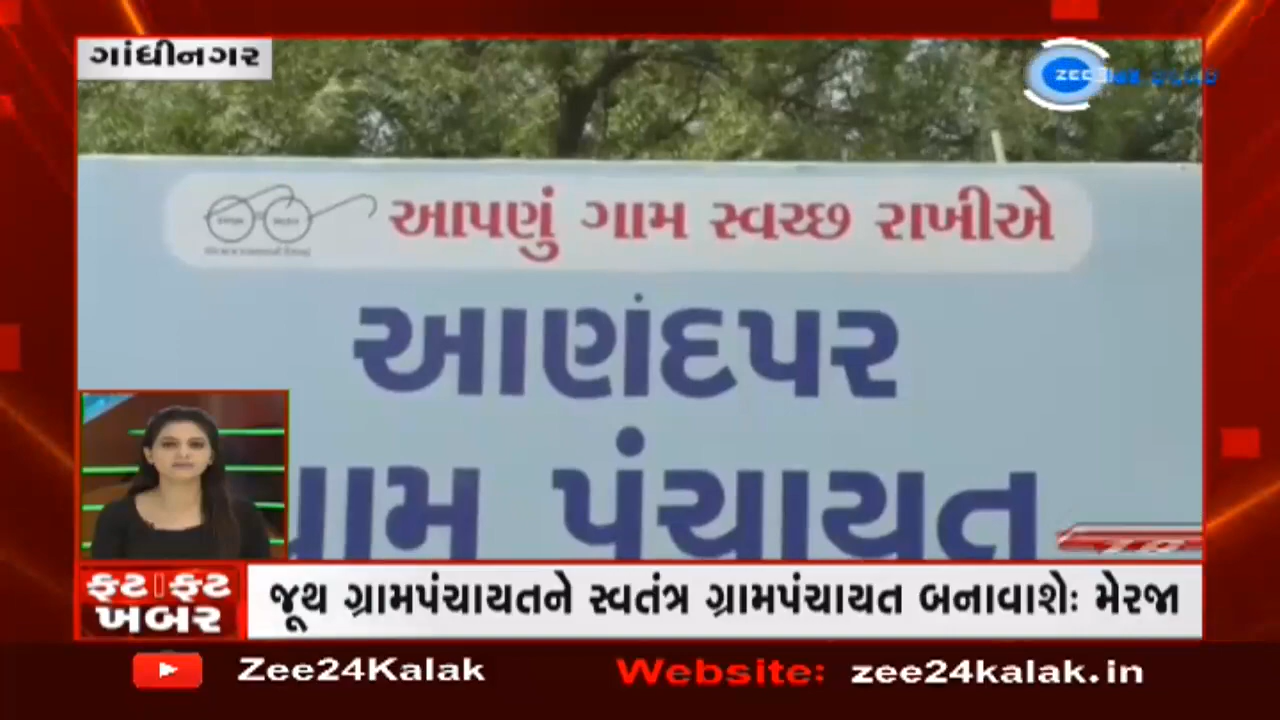 ગાંધીનગર
ZEE
આપણું ગામ સ્વચ્છ રાખીએ
આણંદપર
ગ્રામ પંચાયત
ફટાફટ
ખબર
જૂથ ગ્રામપંચાયતને સ્વતંત્ર ગ્રામપંચાયત બનાવાશેઃ મેરજા
Zee24Kalak
Website: zee24kalak.in